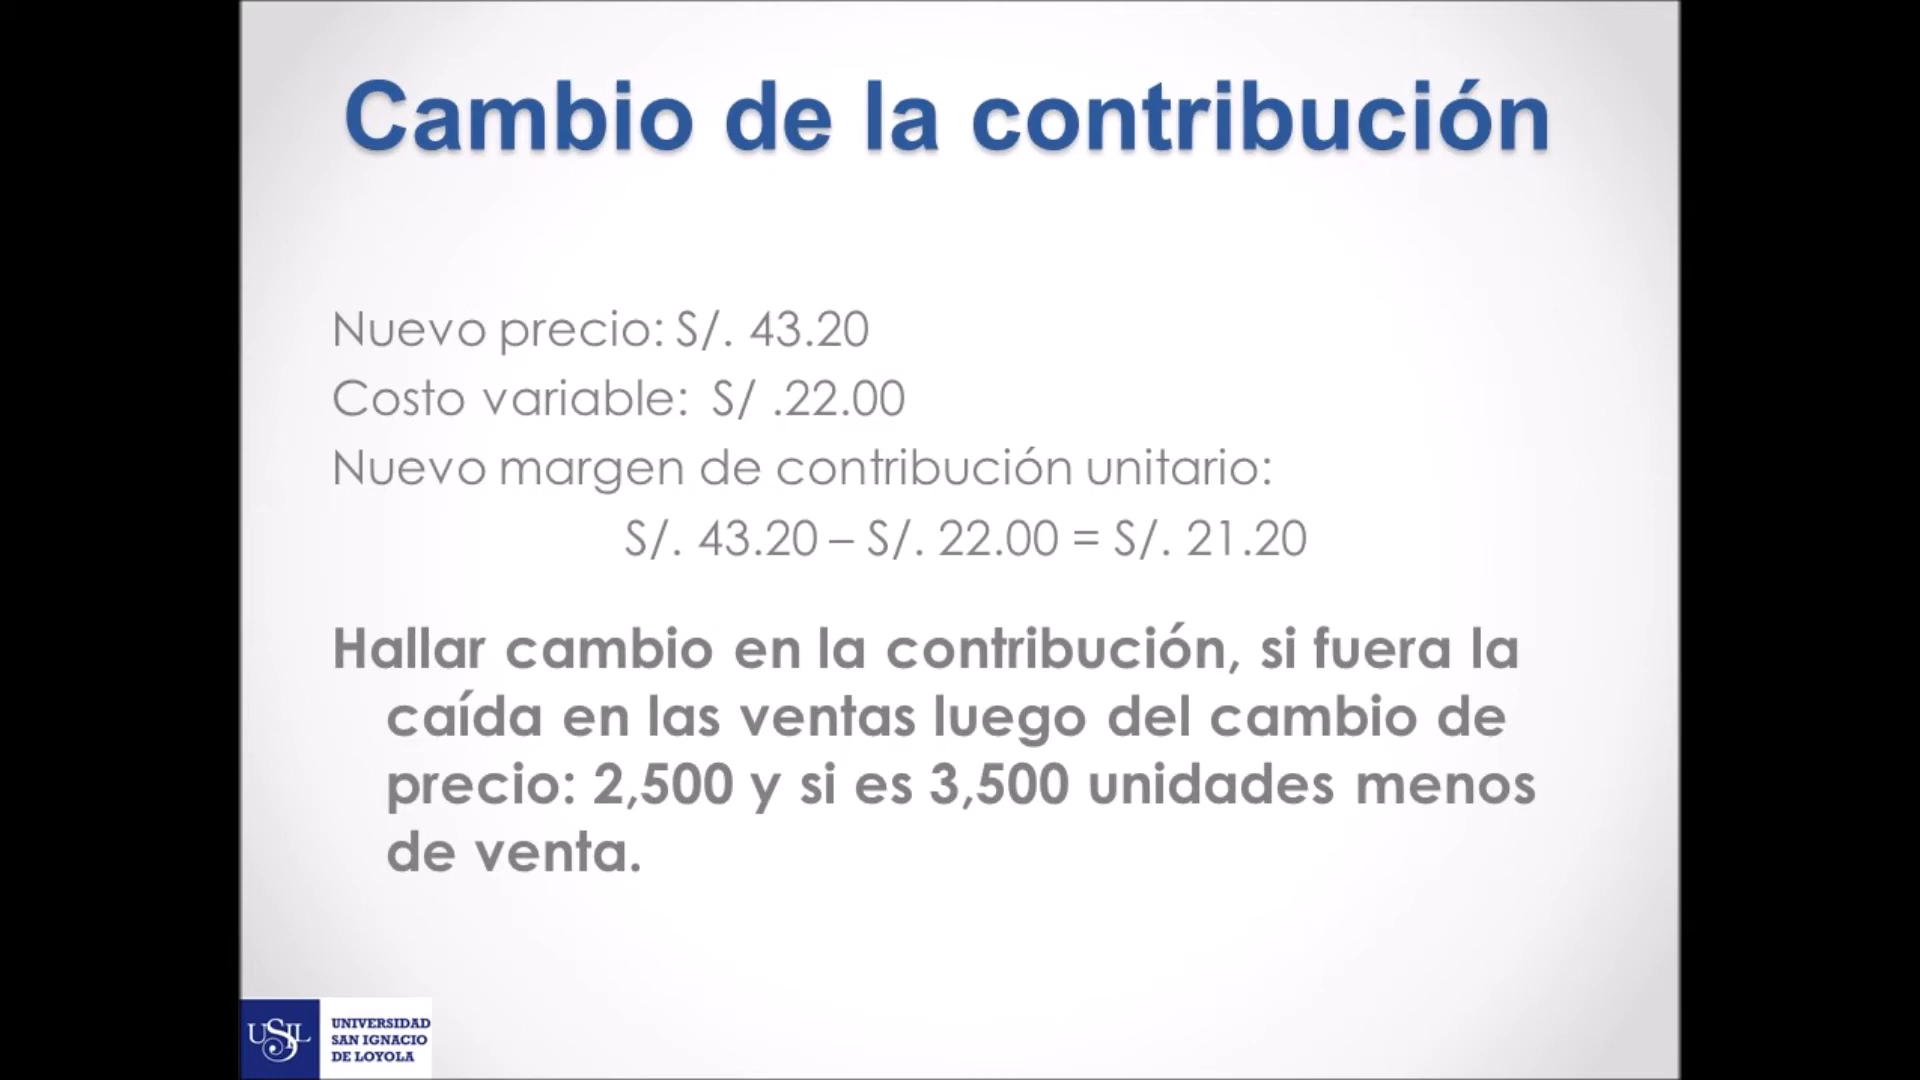 Cambio de la contribución
Nuevo precio: S/. 43.20
Costo variable: S/ .22.00
Nuevo margen de contribución unitario:
S/. 43.20 – S/. 22.00 = S/. 21.20
Hallar cambio en la contribución, si fuera la
caída en las ventas luego del cambio de
precio: 2,500 y si es 3,500 unidades menos
de venta.
USIL
UNIVERSIDAD
SAN IGNACIO
DE LOYOLA